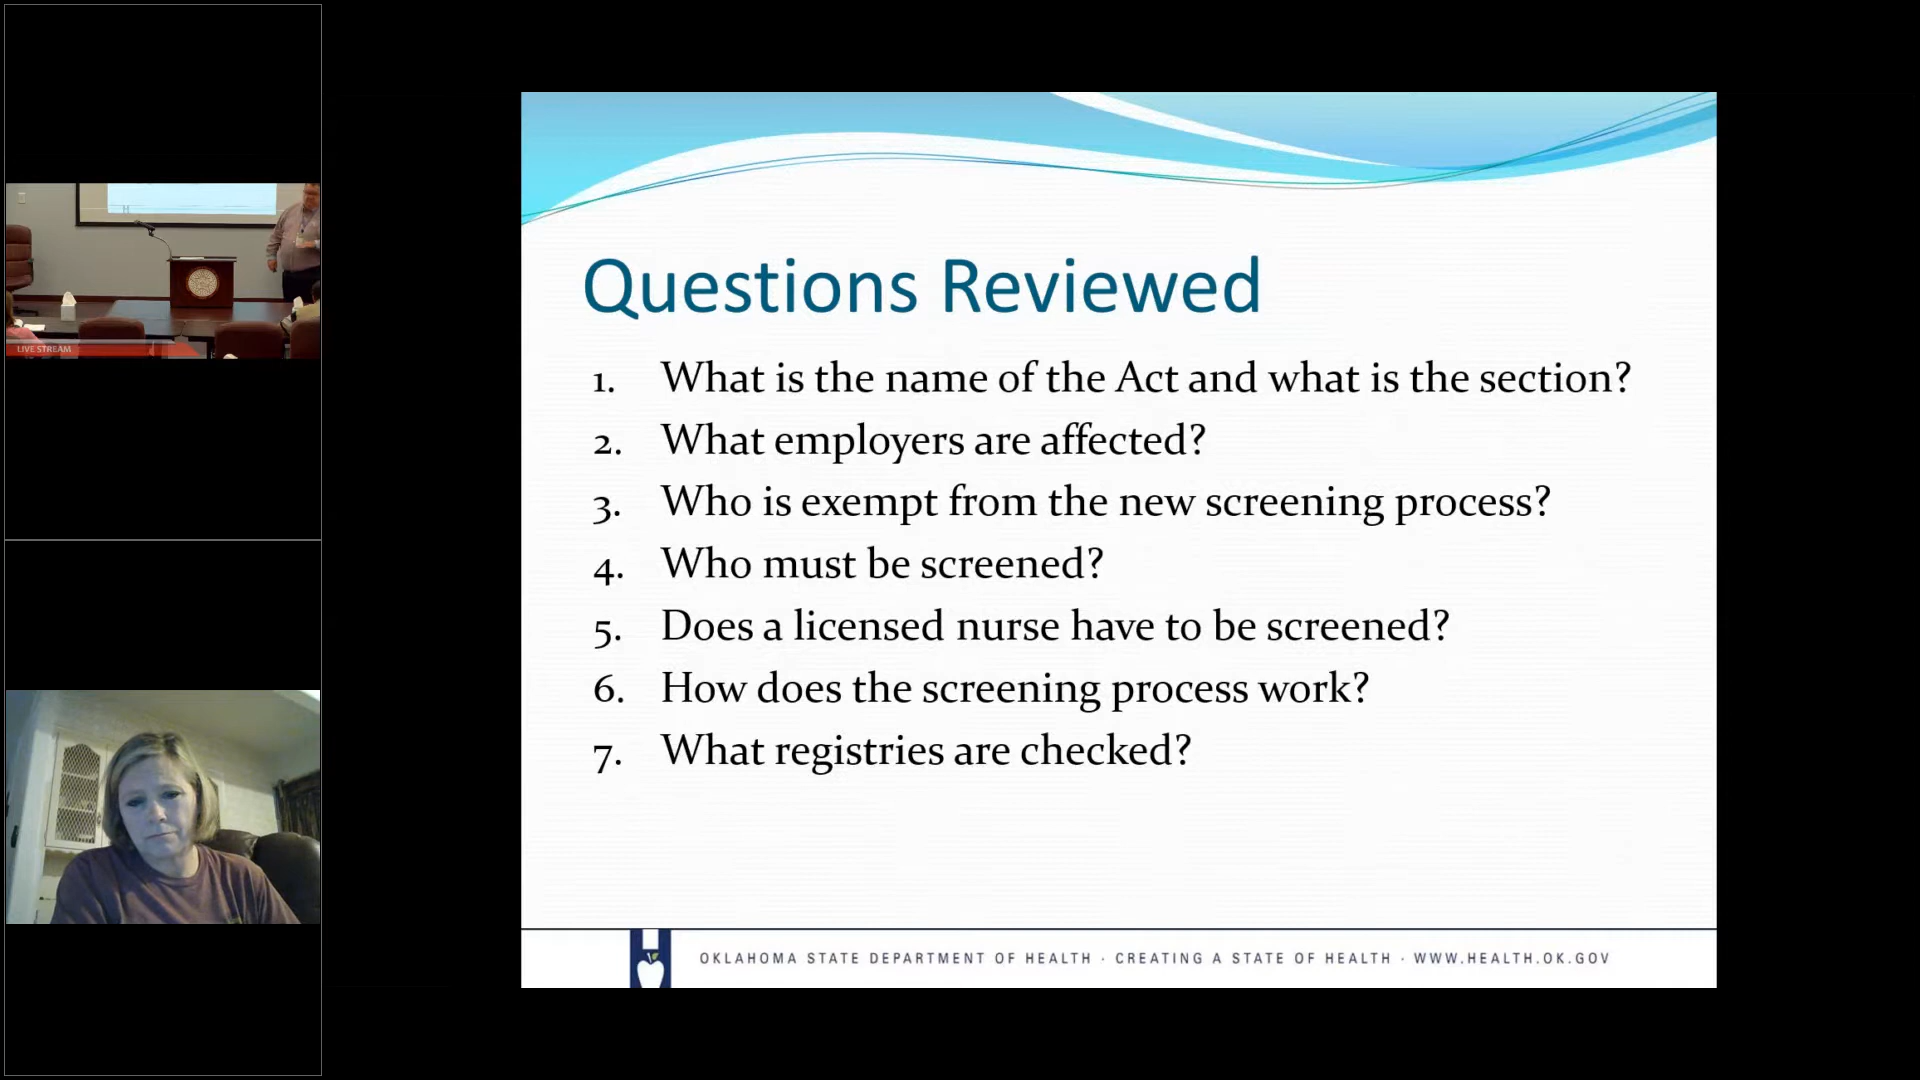 LIVE STREAM
Questions Reviewed
1. What is the name of the Act and what is the section?
2. What employers are affected?
3. Who is exempt from the new screening process?
4. Who must be screened?
5. Does a licensed nurse have to be screened?
6. How does the screening process work?
7. What registries are checked?
OKLAHOMA STATE DEPARTMENT OF HEALTH · CREATING A STATE OF HEALTH · WWW.HEALTH.OK.GOV